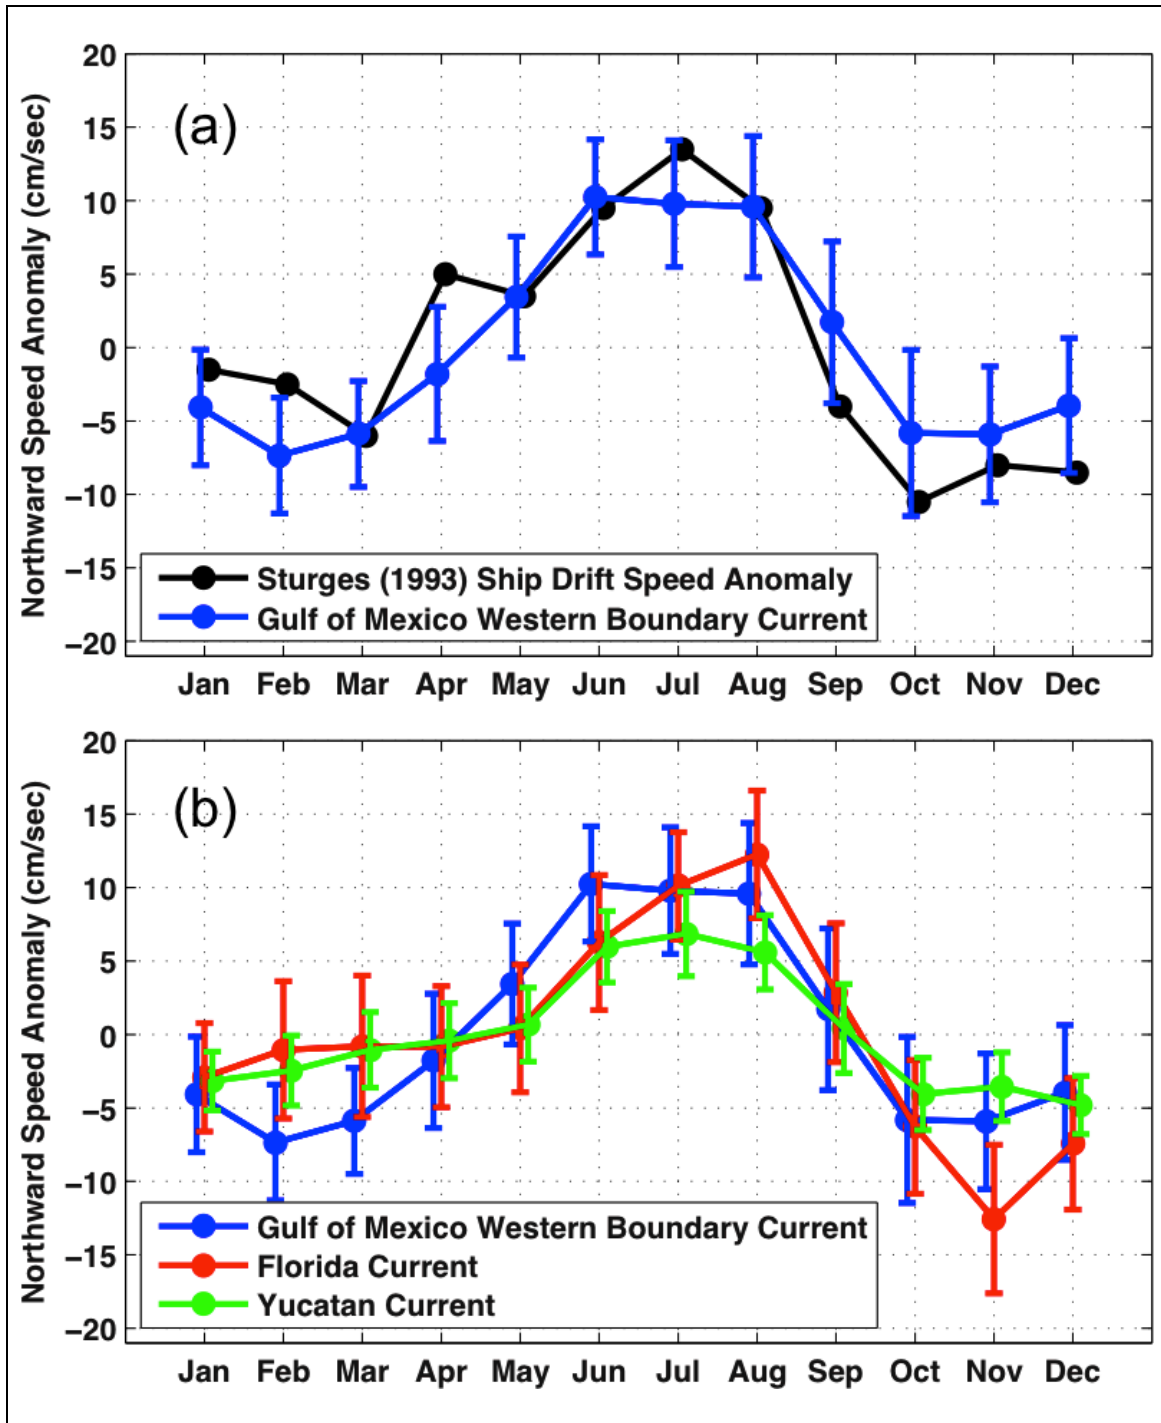 20
15
10
5
0
−5
−10
−15
−20
Northward Speed Anomaly (cm/sec)
(a)
Sturges (1993) Ship Drift Speed Anomaly
Gulf of Mexico Western Boundary Current
Jan Feb Mar Apr May Jun Jul Aug Sep Oct Nov Dec
20
15
10
5
0
−5
−10
−15
−20
Northward Speed Anomaly (cm/sec)
(b)
Gulf of Mexico Western Boundary Current
Florida Current
Yucatan Current
Jan Feb Mar Apr May Jun Jul Aug Sep Oct Nov Dec